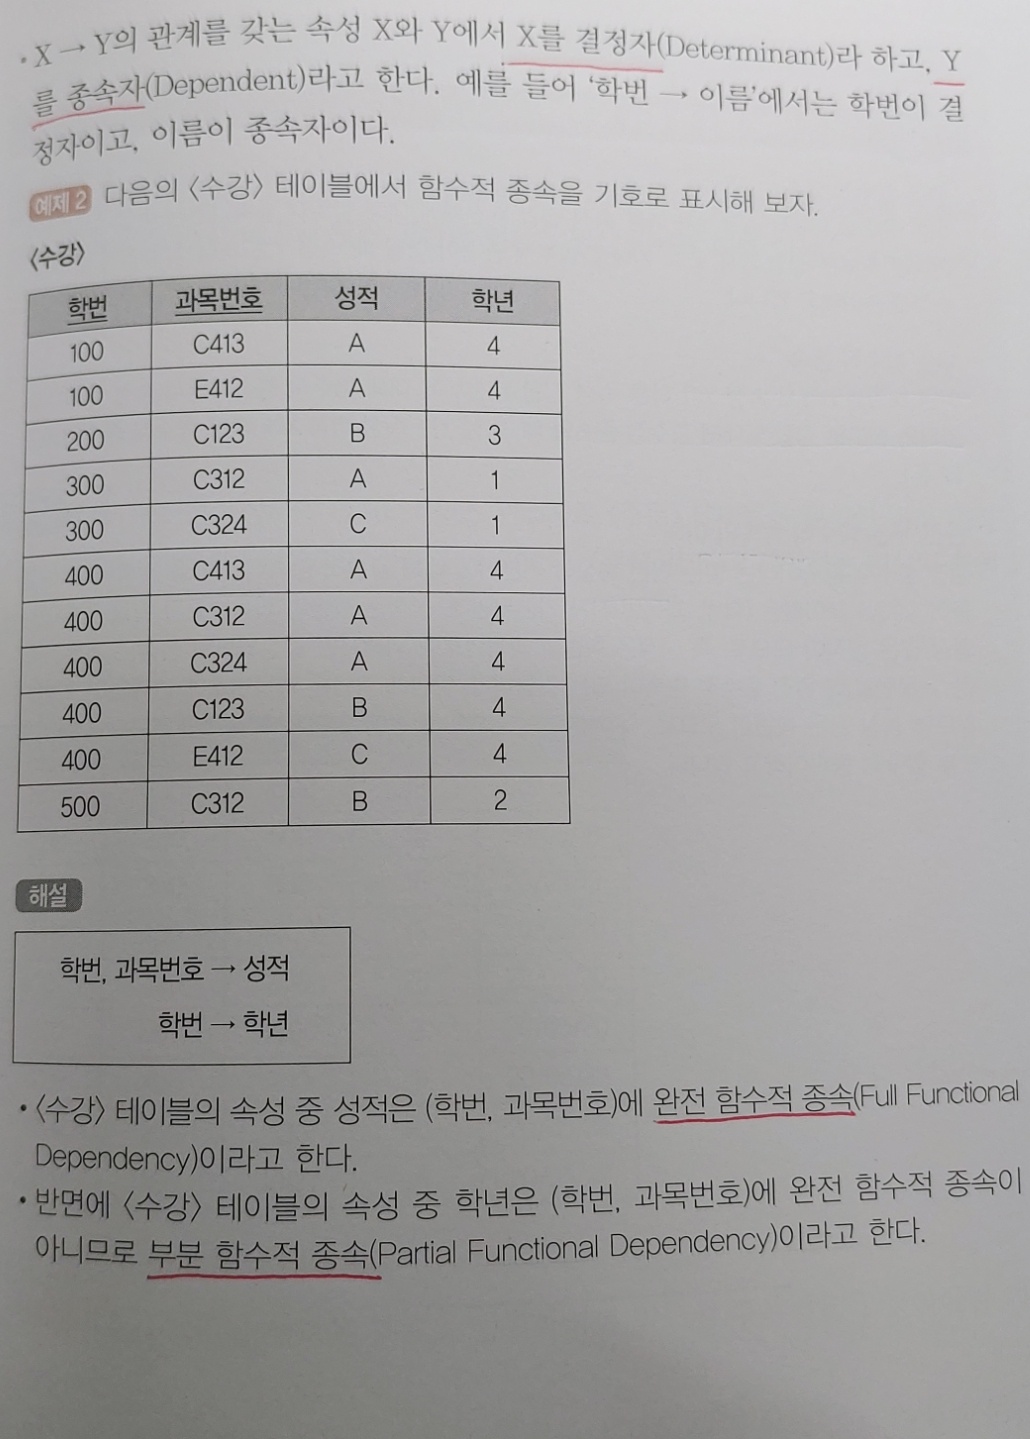 • X → Y의 관계를 갖는 속성 X와 Y에서 X를 결정자(Determinant)라 하고, Y
를 종속자(Dependent)라고 한다. 예를 들어 '학번 → 이름'에서는 학번이 결
정자이고, 이름이 종속자이다.
예제 2 다음의 〈수강〉 테이블에서 함수적 종속을 기호로 표시해 보자.
〈수강〉
학번 과목번호 성적 학년
100 C413 A 4
100 E412 A 4
200 C123 B 3
300 C312 A 1
300 C324 C 1
400 C413 A 4
400 C312 A 4
400 C324 A 4
400 C123 B 4
400 E412 C 4
500 C312 B 2
해설
학번, 과목번호 → 성적
학번 → 학년
• 〈수강〉 테이블의 속성 중 성적은 (학번, 과목번호)에 완전 함수적 종속(Full Functional
Dependency)이라고 한다.
• 반면에 〈수강〉 테이블의 속성 중 학년은 (학번, 과목번호)에 완전 함수적 종속이
아니므로 부분 함수적 종속(Partial Functional Dependency)이라고 한다.